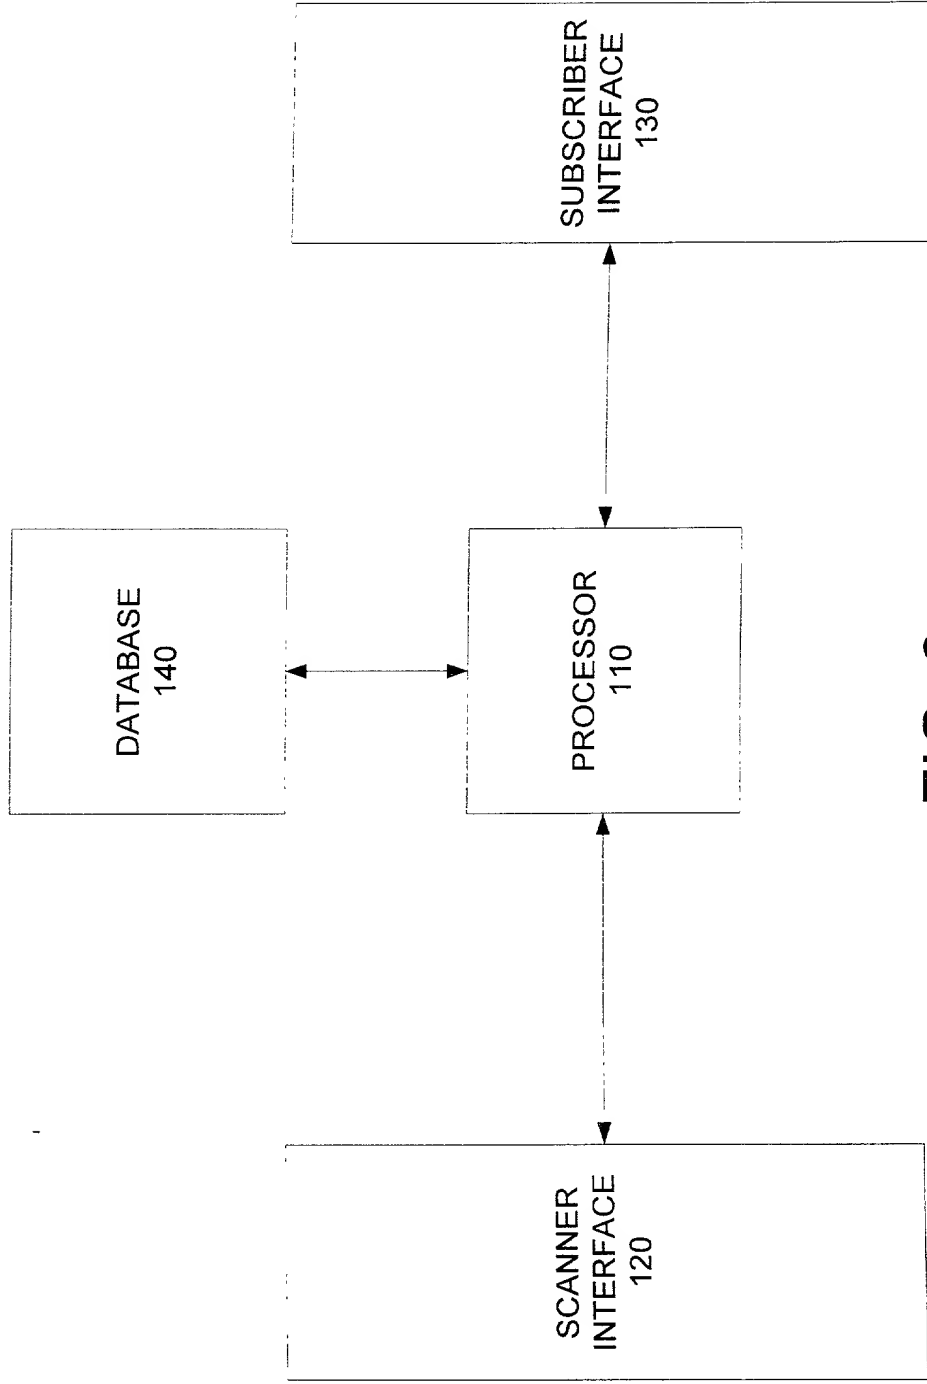 DATABASE
140
SCANNER
INTERFACE
120
PROCESSOR
110
SUBSCRIBER
INTERFACE
130